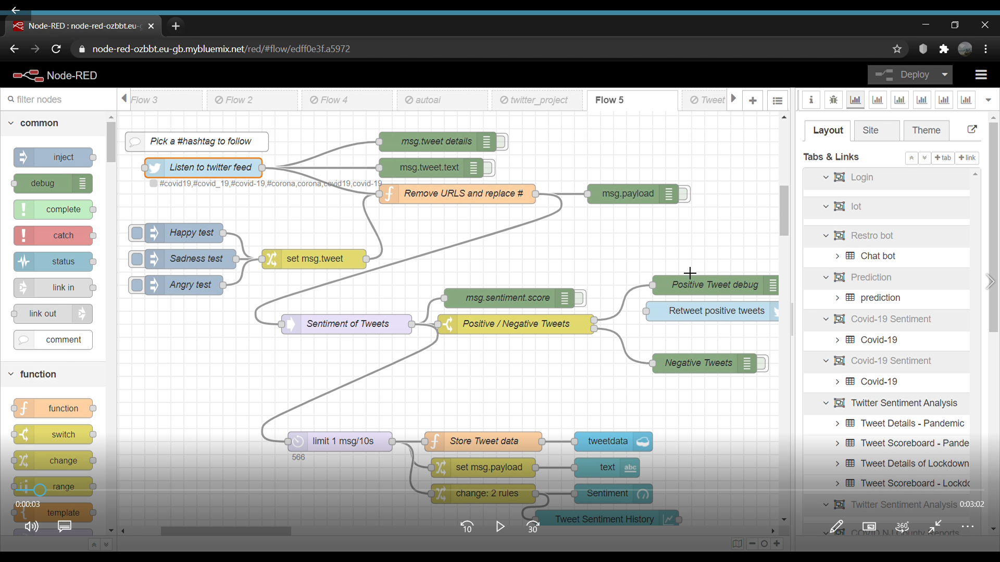 Node-RED : node-red-ozbbt.eu-g
node-red-ozbbt.eu-gb.mybluemix.net/red/#flow/edff0e3f.a5972
Node-RED
Deploy
filter nodes
Flow 3
Flow 2
Flow 4
autoai
twitter_project
Flow 5
Tweet
common
inject
debug
complete
catch
status
link in
link out
comment
function
function
switch
change
range
template
Pick a #hashtag to follow
Listen to twitter feed
#covid19,#covid_19,#covid-19,#corona,corona,covid19,covid-19
msg.tweet details
msg.tweet.text
Remove URLS and replace #
msg.payload
Happy test
Sadness test
Angry test
set msg.tweet
msg.sentiment.score
Sentiment of Tweets
Positive / Negative Tweets
Positive Tweet debug
Retweet positive tweets
Negative Tweets
limit 1 msg/10s
566
Store Tweet data
tweetdata
set msg.payload
text
abc
change: 2 rules
Sentiment
Tweet Sentiment History
Layout
Site
Theme
Tabs & Links
+tab
+link
Login
Iot
Restro bot
Chat bot
Prediction
prediction
Covid-19 Sentiment
Covid-19
Covid-19 Sentiment
Covid-19
Twitter Sentiment Analysis
Tweet Details - Pandemic
Tweet Scoreboard - Pande
Tweet Details of Lockdown
Tweet Scoreboard - Lockdo
Twitter Sentiment Analysis
COVID NJ County Reports
0:00:03
0:03:02
10
30
360°